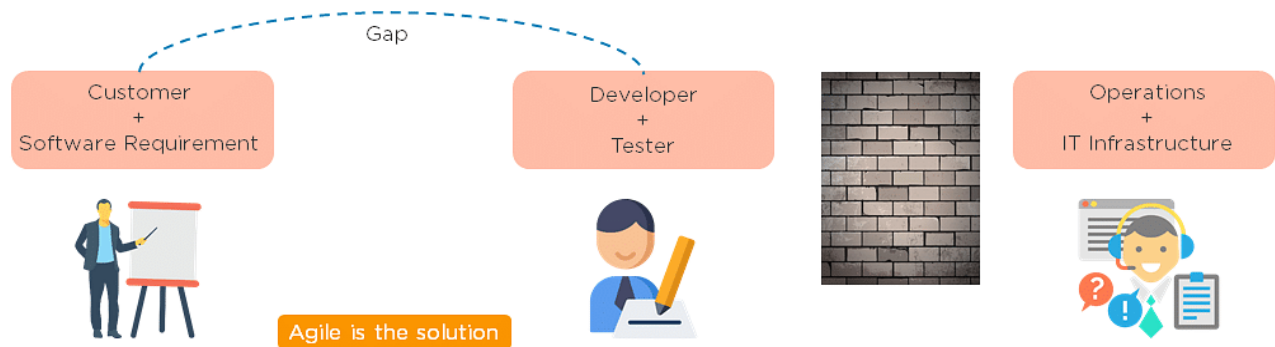 Gap
Customer
+
Software Requirement
Developer
+
Tester
Operations
+
IT Infrastructure
?
!
Agile is the solution